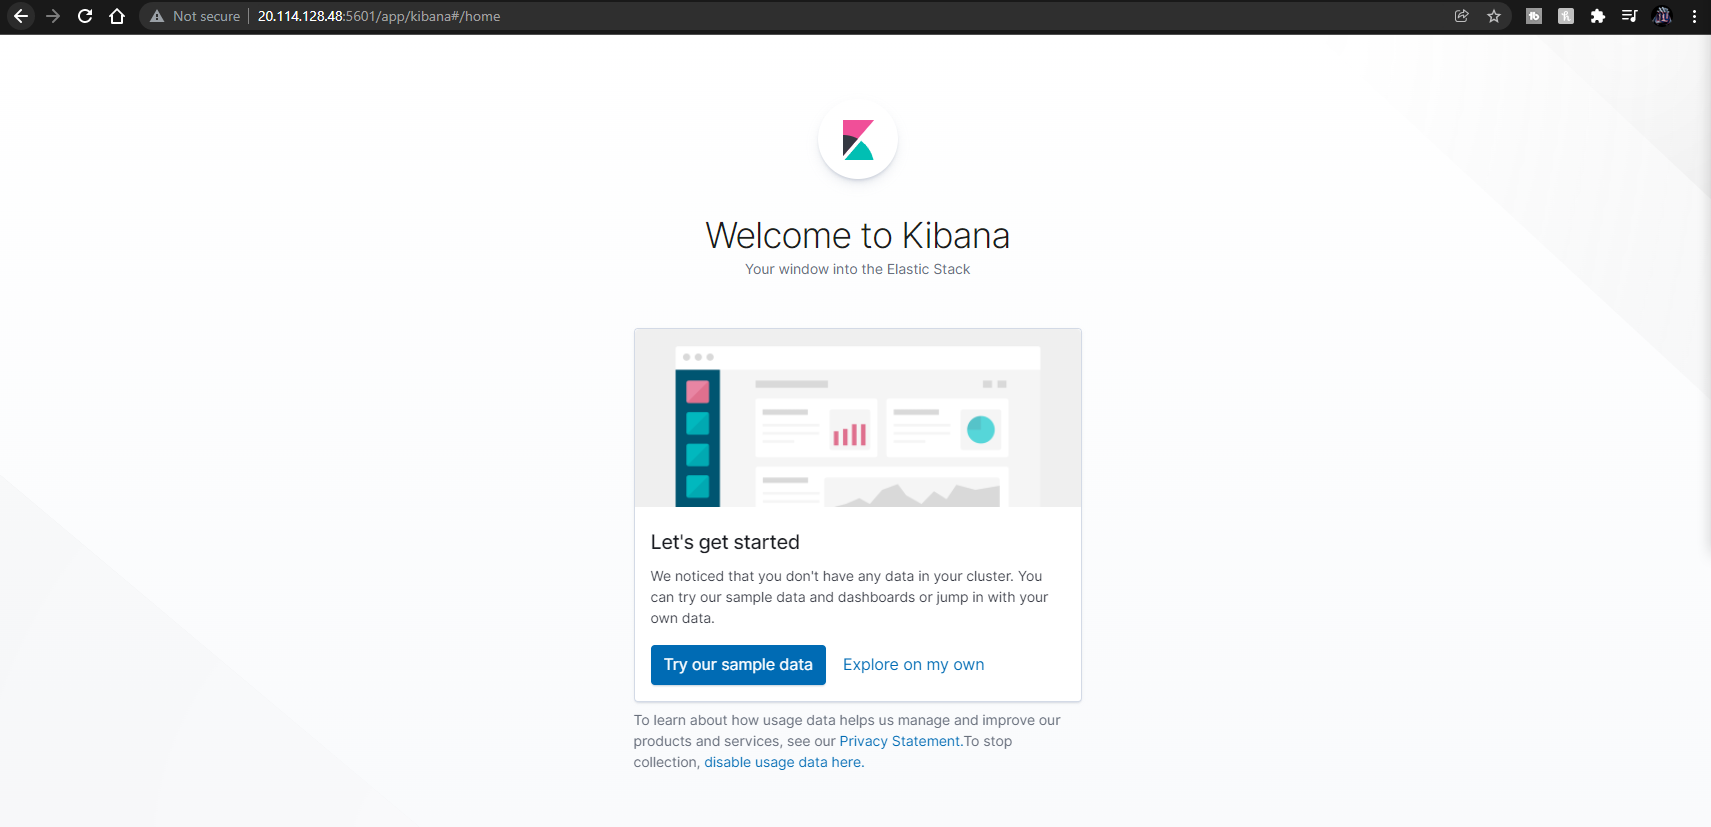 Not secure 20.114.128.48:5601/app/kibana#/home
Welcome to Kibana
Your window into the Elastic Stack
Let's get started
We noticed that you don't have any data in your cluster. You
can try our sample data and dashboards or jump in with your
own data.
Try our sample data Explore on my own
To learn about how usage data helps us manage and improve our
products and services, see our Privacy Statement.To stop
collection, disable usage data here.